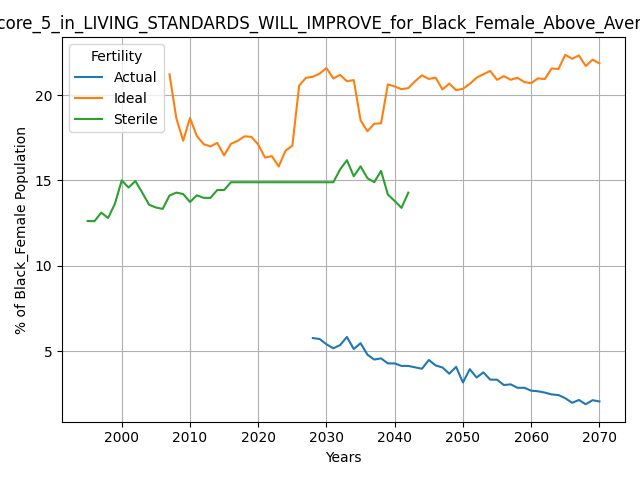 core_5_in_LIVING_STANDARDS_WILL_IMPROVE_for_Black_Female_Above_Aver
Fertility
Actual
Ideal
Sterile
% of Black_Female Population
20
15
10
5
2000 2010 2020 2030 2040 2050 2060 2070
Years